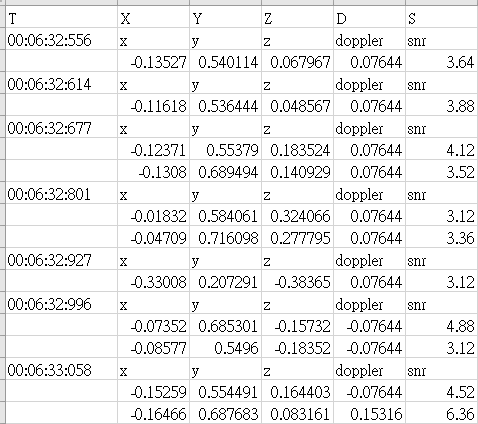 T X Y Z D S
00:06:32:556 x y z doppler snr
-0.13527 0.540114 0.067967 0.07644 3.64
00:06:32:614 x y z doppler snr
-0.11618 0.536444 0.048567 0.07644 3.88
00:06:32:677 x y z doppler snr
-0.12371 0.55379 0.183524 0.07644 4.12
-0.1308 0.689494 0.140929 0.07644 3.52
00:06:32:801 x y z doppler snr
-0.01832 0.584061 0.324066 0.07644 3.12
-0.04709 0.716098 0.277795 0.07644 3.36
00:06:32:927 x y z doppler snr
-0.33008 0.207291 -0.38365 0.07644 3.12
00:06:32:996 x y z doppler snr
-0.07352 0.685301 -0.15732 -0.07644 4.88
-0.08577 0.5496 -0.18352 -0.07644 3.12
00:06:33:058 x y z doppler snr
-0.15259 0.554491 0.164403 -0.07644 4.52
-0.16466 0.687683 0.083161 0.15316 6.36